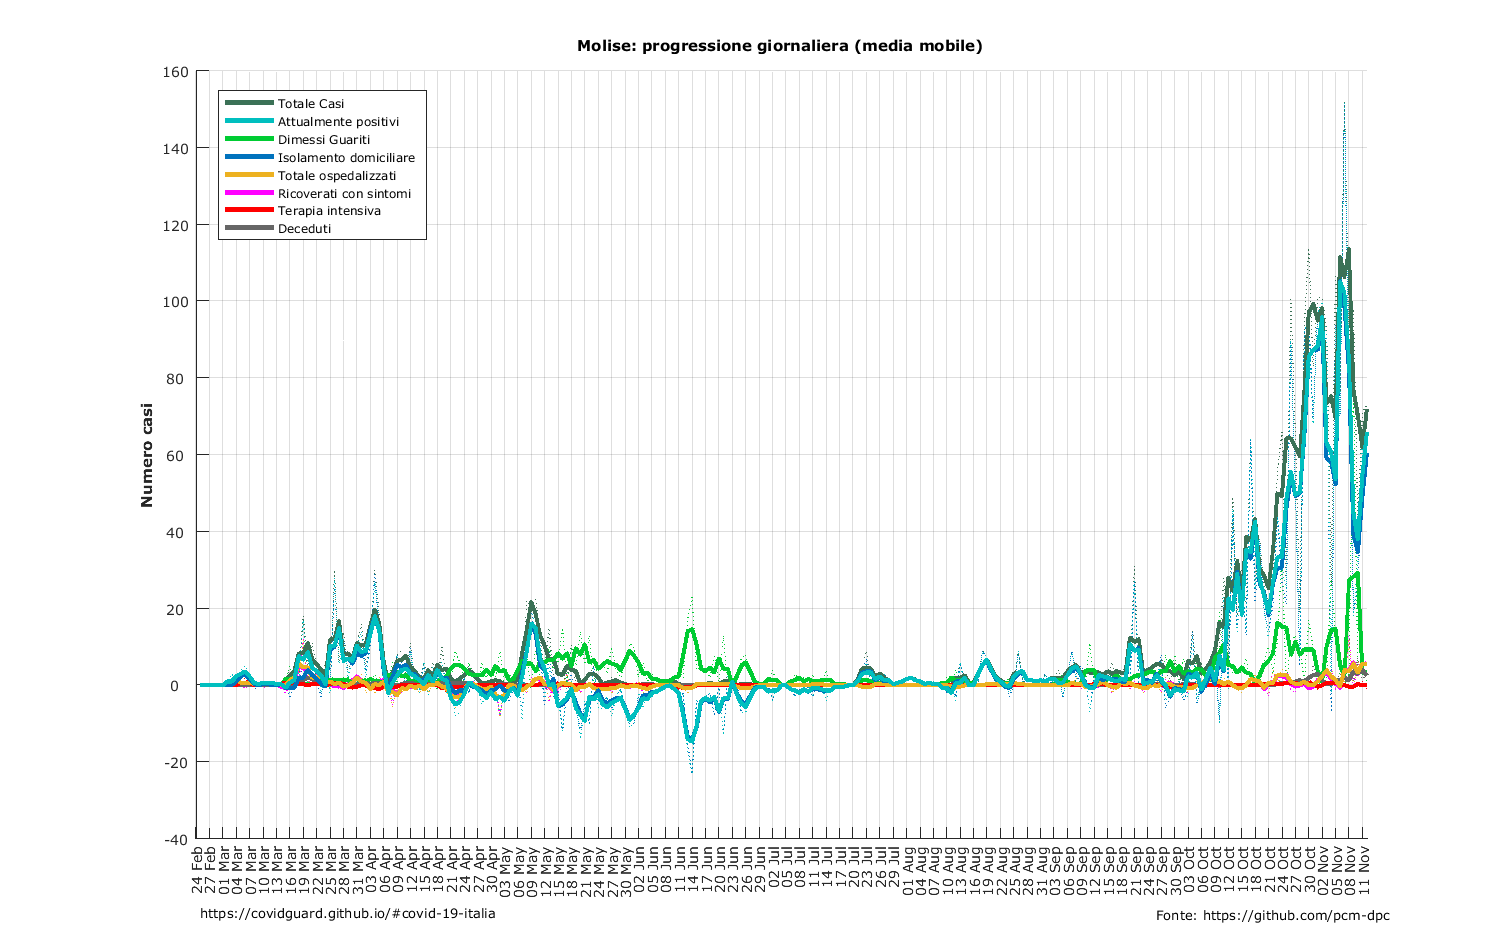 Molise: progressione giornaliera (media mobile)
160
140
120
100
80
60
40
20
0
-20
-40
Numero casi
Totale Casi
Attualmente positivi
Dimessi Guariti
Isolamento domiciliare
Totale ospedalizzati
Ricoverati con sintomi
Terapia intensiva
Deceduti
24 Feb
27 Feb
01 Mar
04 Mar
07 Mar
10 Mar
13 Mar
16 Mar
19 Mar
22 Mar
25 Mar
28 Mar
31 Mar
03 Apr
06 Apr
09 Apr
12 Apr
15 Apr
18 Apr
21 Apr
24 Apr
27 Apr
30 Apr
03 May
06 May
09 May
12 May
15 May
18 May
21 May
24 May
27 May
30 May
02 Jun
05 Jun
08 Jun
11 Jun
14 Jun
17 Jun
20 Jun
23 Jun
26 Jun
29 Jun
02 Jul
05 Jul
08 Jul
11 Jul
14 Jul
17 Jul
20 Jul
23 Jul
26 Jul
29 Jul
01 Aug
04 Aug
07 Aug
10 Aug
13 Aug
16 Aug
19 Aug
22 Aug
25 Aug
28 Aug
31 Aug
03 Sep
06 Sep
09 Sep
12 Sep
15 Sep
18 Sep
21 Sep
24 Sep
27 Sep
30 Sep
03 Oct
06 Oct
09 Oct
12 Oct
15 Oct
18 Oct
21 Oct
24 Oct
27 Oct
30 Oct
02 Nov
05 Nov
08 Nov
11 Nov
https://covidguard.github.io/#covid-19-italia
Fonte: https://github.com/pcm-dpc